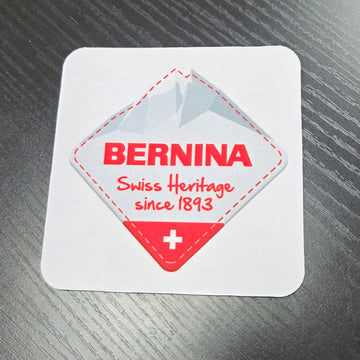 BERNINA
Swiss Heritage
since 1893